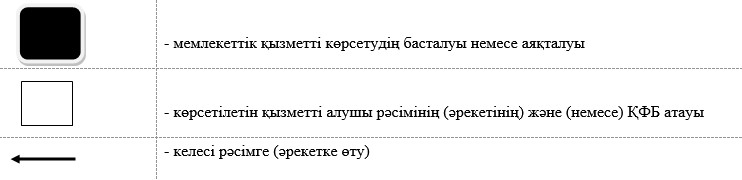 - мемлекеттік қызметті көрсетудің басталуы немесе аяқталуы
- көрсетілетін қызметті алушы рәсімінің (әрекетінің) және (немесе) ҚФБ атауы
- келесі рәсімге (әрекетке өту)